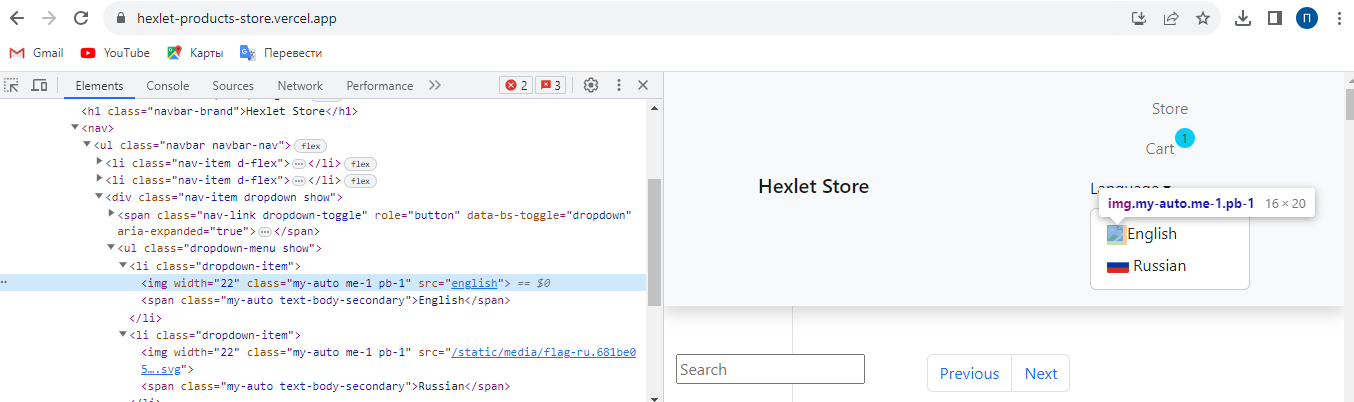 hexlet-products-store.vercel.app
П
Gmail YouTube Карты Перевести
Elements Console Sources Network Performance 2 3
<h1 class="navbar-brand">Hexlet Store</h1>
<nav>
<ul class="navbar navbar-nav"> flex
<li class="nav-item d-flex"> ⋯ </li> flex
<li class="nav-item d-flex"> ⋯ </li> flex
<div class="nav-item dropdown show">
<span class="nav-link dropdown-toggle" role="button" data-bs-toggle="dropdown"
aria-expanded="true"> ⋯ </span>
<ul class="dropdown-menu show">
<li class="dropdown-item">
<img width="22" class="my-auto me-1 pb-1" src="english"> == $0
<span class="my-auto text-body-secondary">English</span>
</li>
<li class="dropdown-item">
<img width="22" class="my-auto me-1 pb-1" src="/static/media/flag-ru.681be0
5….svg">
<span class="my-auto text-body-secondary">Russian</span>
</li>
Store
Cart 1
Hexlet Store
Language
img.my-auto.me-1.pb-1 16 × 20
English
Russian
Search
Previous Next